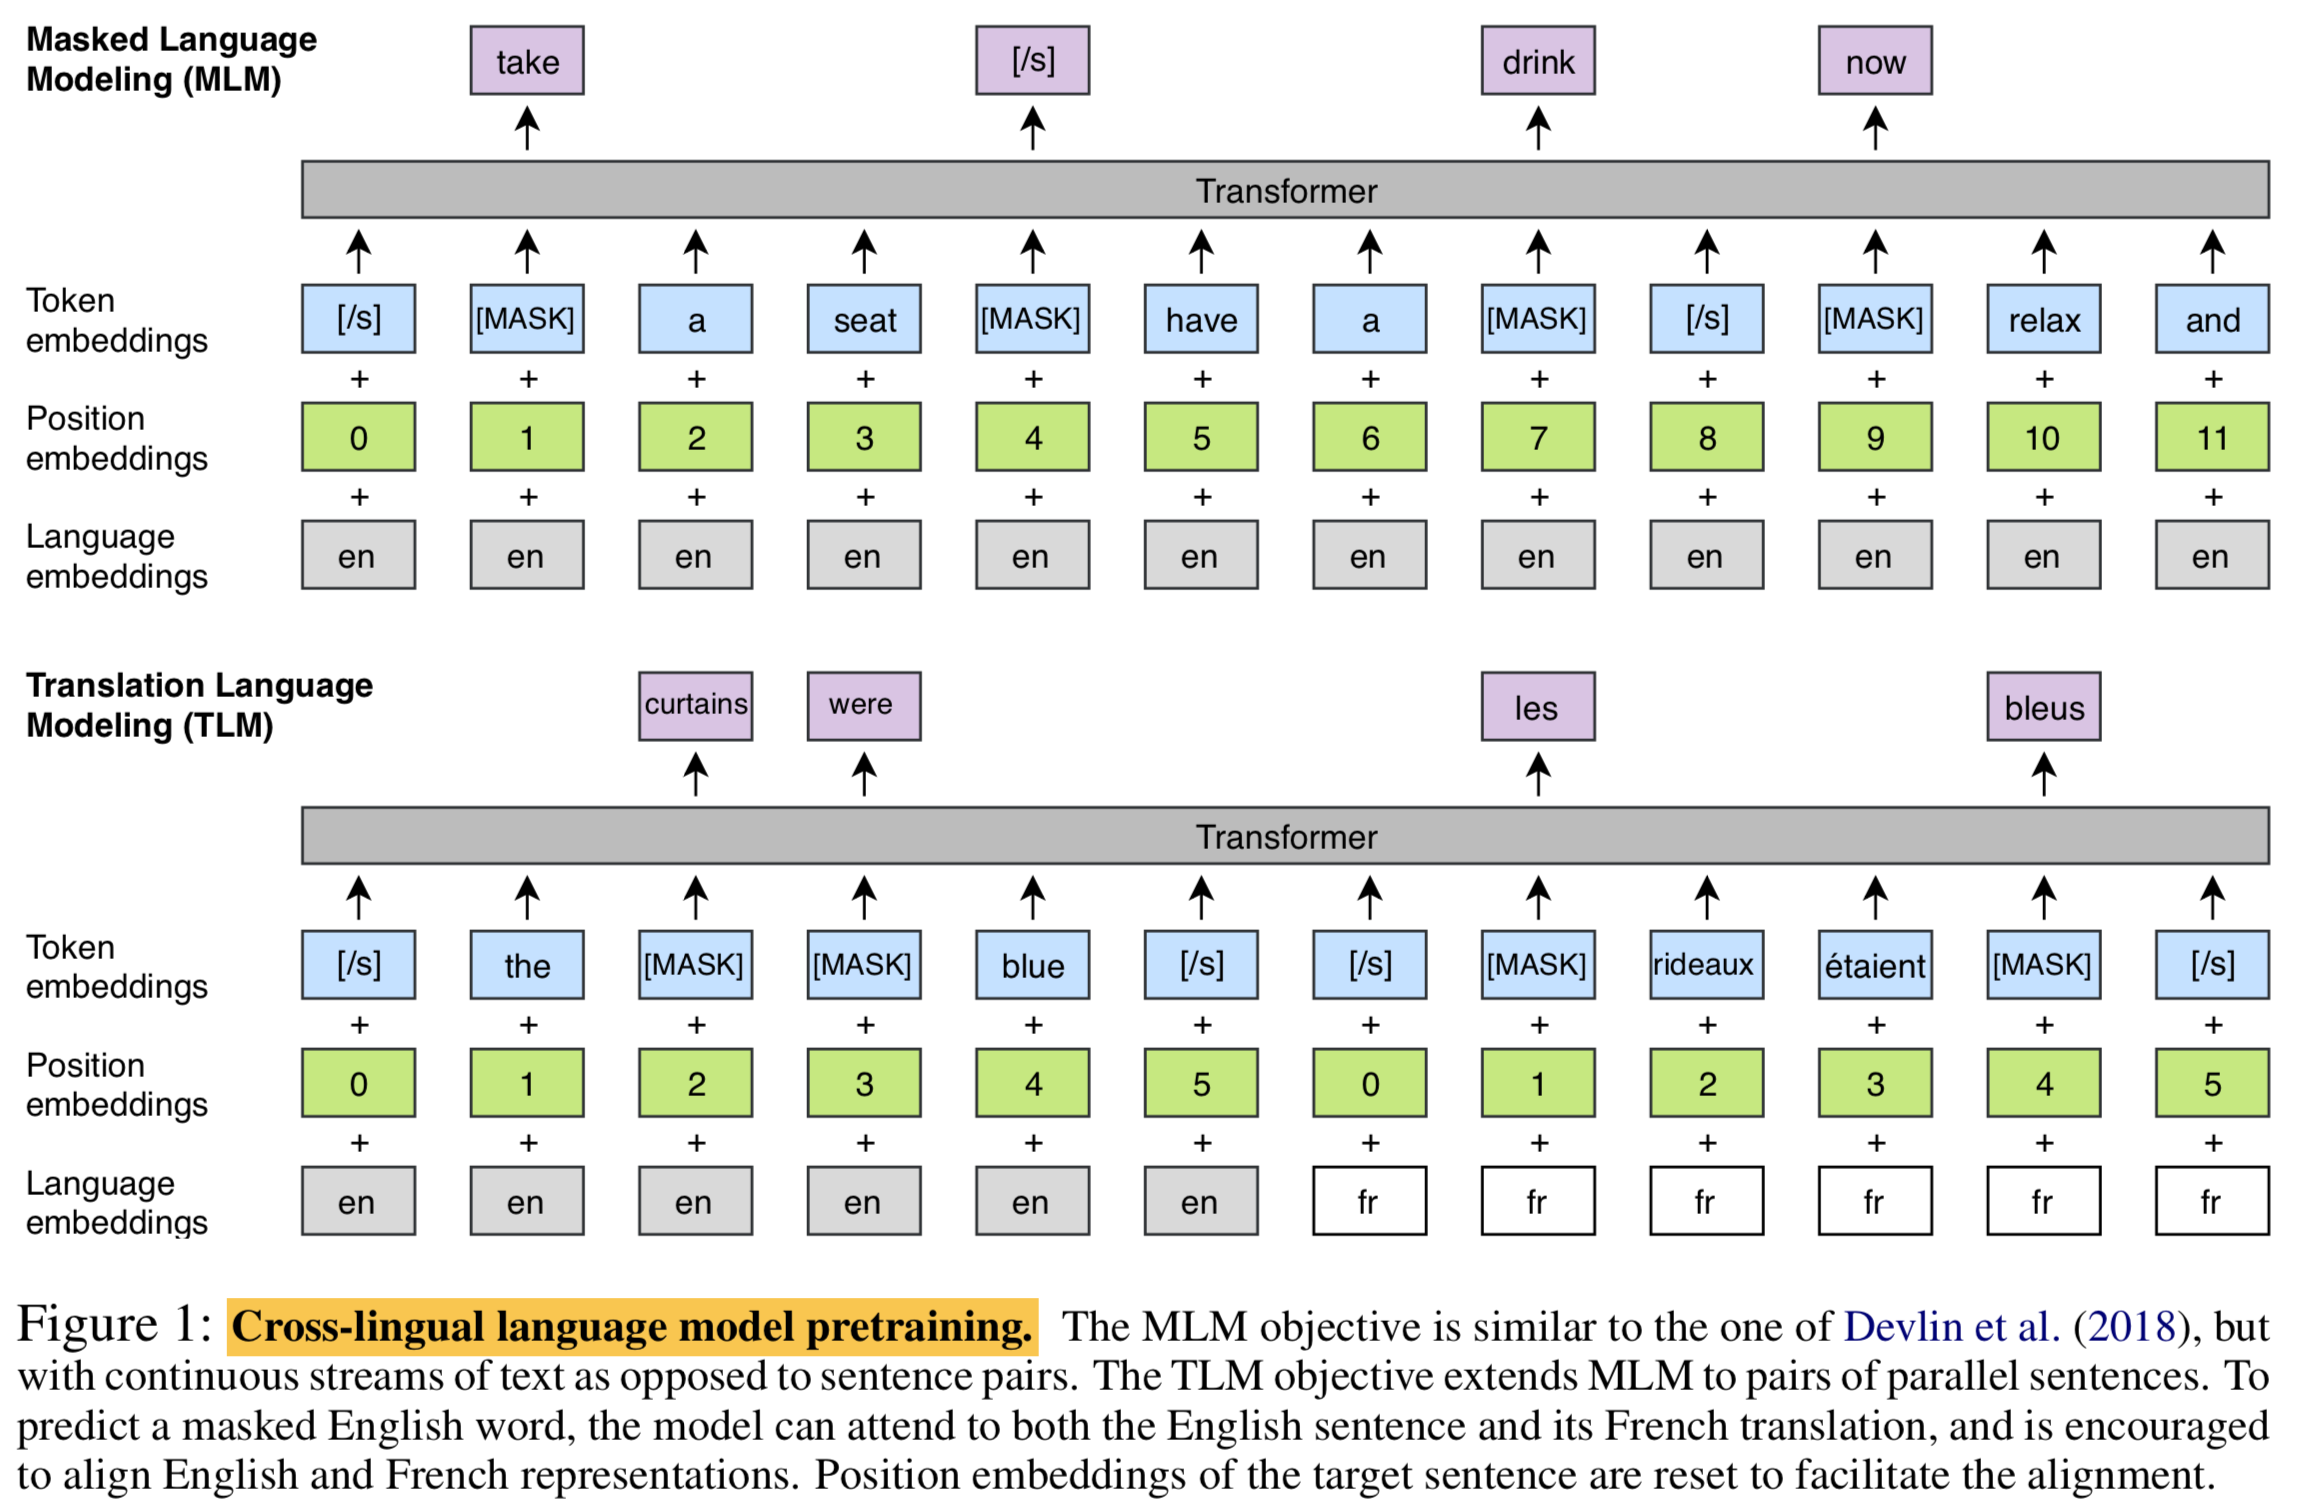 Masked Language
Modeling (MLM)
take [/s] drink now
Transformer
Token
embeddings
[/s] [MASK] a seat [MASK] have a [MASK] [/s] [MASK] relax and
+ + + + + + + + + + + +
Position
embeddings
0 1 2 3 4 5 6 7 8 9 10 11
+ + + + + + + + + + + +
Language
embeddings
en en en en en en en en en en en en
Translation Language
Modeling (TLM)
curtains were les bleus
Transformer
Token
embeddings
[/s] the [MASK] [MASK] blue [/s] [/s] [MASK] rideaux étaient [MASK] [/s]
+ + + + + + + + + + + +
Position
embeddings
0 1 2 3 4 5 0 1 2 3 4 5
+ + + + + + + + + + + +
Language
embeddings
en en en en en en fr fr fr fr fr fr
Figure 1: Cross-lingual language model pretraining. The MLM objective is similar to the one of Devlin et al. (2018), but
with continuous streams of text as opposed to sentence pairs. The TLM objective extends MLM to pairs of parallel sentences. To
predict a masked English word, the model can attend to both the English sentence and its French translation, and is encouraged
to align English and French representations. Position embeddings of the target sentence are reset to facilitate the alignment.